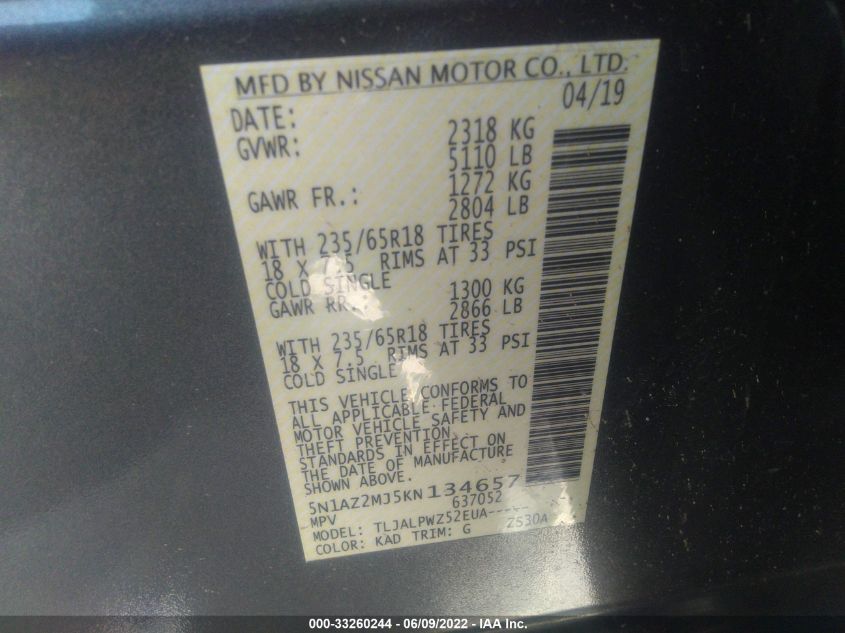 MFD BY NISSAN MOTOR CO., LTD.
DATE: 04/19
GVWR: 2318 KG
5110 LB
GAWR FR.: 1272 KG
2804 LB
WITH 235/65R18 TIRES
18 X 7.5 RIMS AT 33 PSI
COLD SINGLE
GAWR RR.: 1300 KG
2866 LB
WITH 235/65R18 TIRES
18 X 7.5 RIMS AT 33 PSI
COLD SINGLE
THIS VEHICLE CONFORMS TO
ALL APPLICABLE FEDERAL
MOTOR VEHICLE SAFETY AND
THEFT PREVENTION
STANDARDS IN EFFECT ON
THE DATE OF MANUFACTURE
SHOWN ABOVE.
5N1AZ2MJ5KN134657
MPV 637052
MODEL: TLJALPWZ52EUA----- Z530A
COLOR: KAD TRIM: G
000-33260244 - 06/09/2022 - IAA Inc.